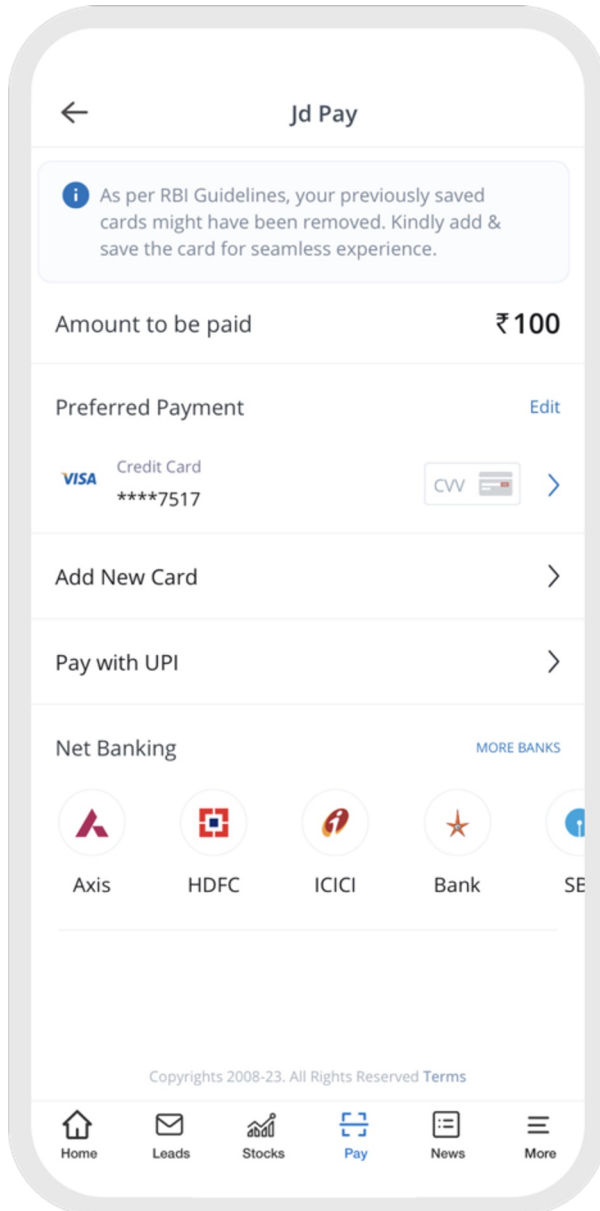 Jd Pay
As per RBI Guidelines, your previously saved
cards might have been removed. Kindly add &
save the card for seamless experience.
Amount to be paid ₹100
Preferred Payment Edit
VISA Credit Card
****7517 CVV
Add New Card
Pay with UPI
Net Banking MORE BANKS
Axis HDFC ICICI Bank SB
Copyrights 2008-23. All Rights Reserved Terms
Home Leads Stocks Pay News More